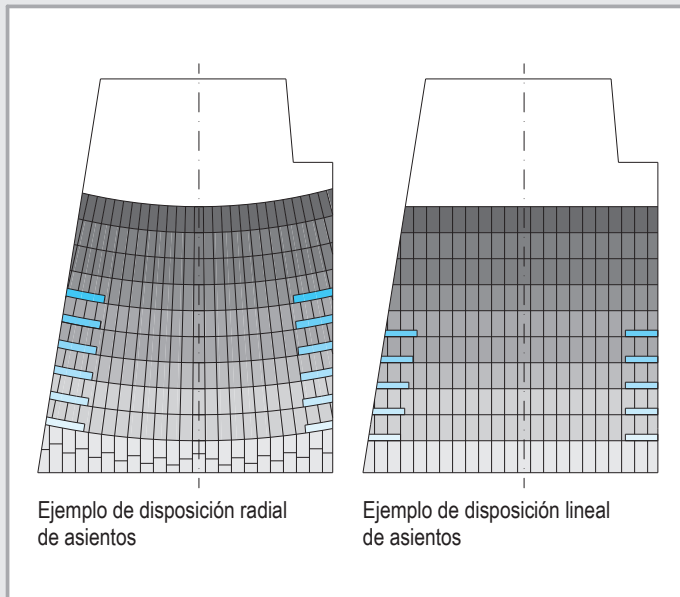 Ejemplo de disposición radial
de asientos
Ejemplo de disposición lineal
de asientos